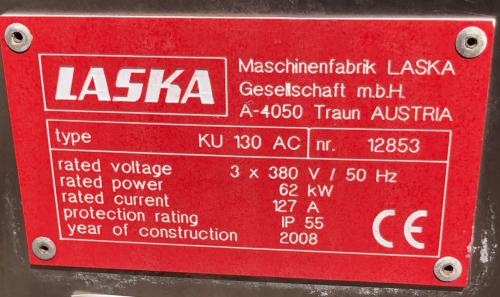 LASKA
Maschinenfabrik LASKA
Gesellschaft m.b.H.
A-4050 Traun AUSTRIA
type KU 130 AC nr. 12853
rated voltage 3 x 380 V / 50 Hz
rated power 62 kW
rated current 127 A
protection rating IP 55
year of construction 2008
CE